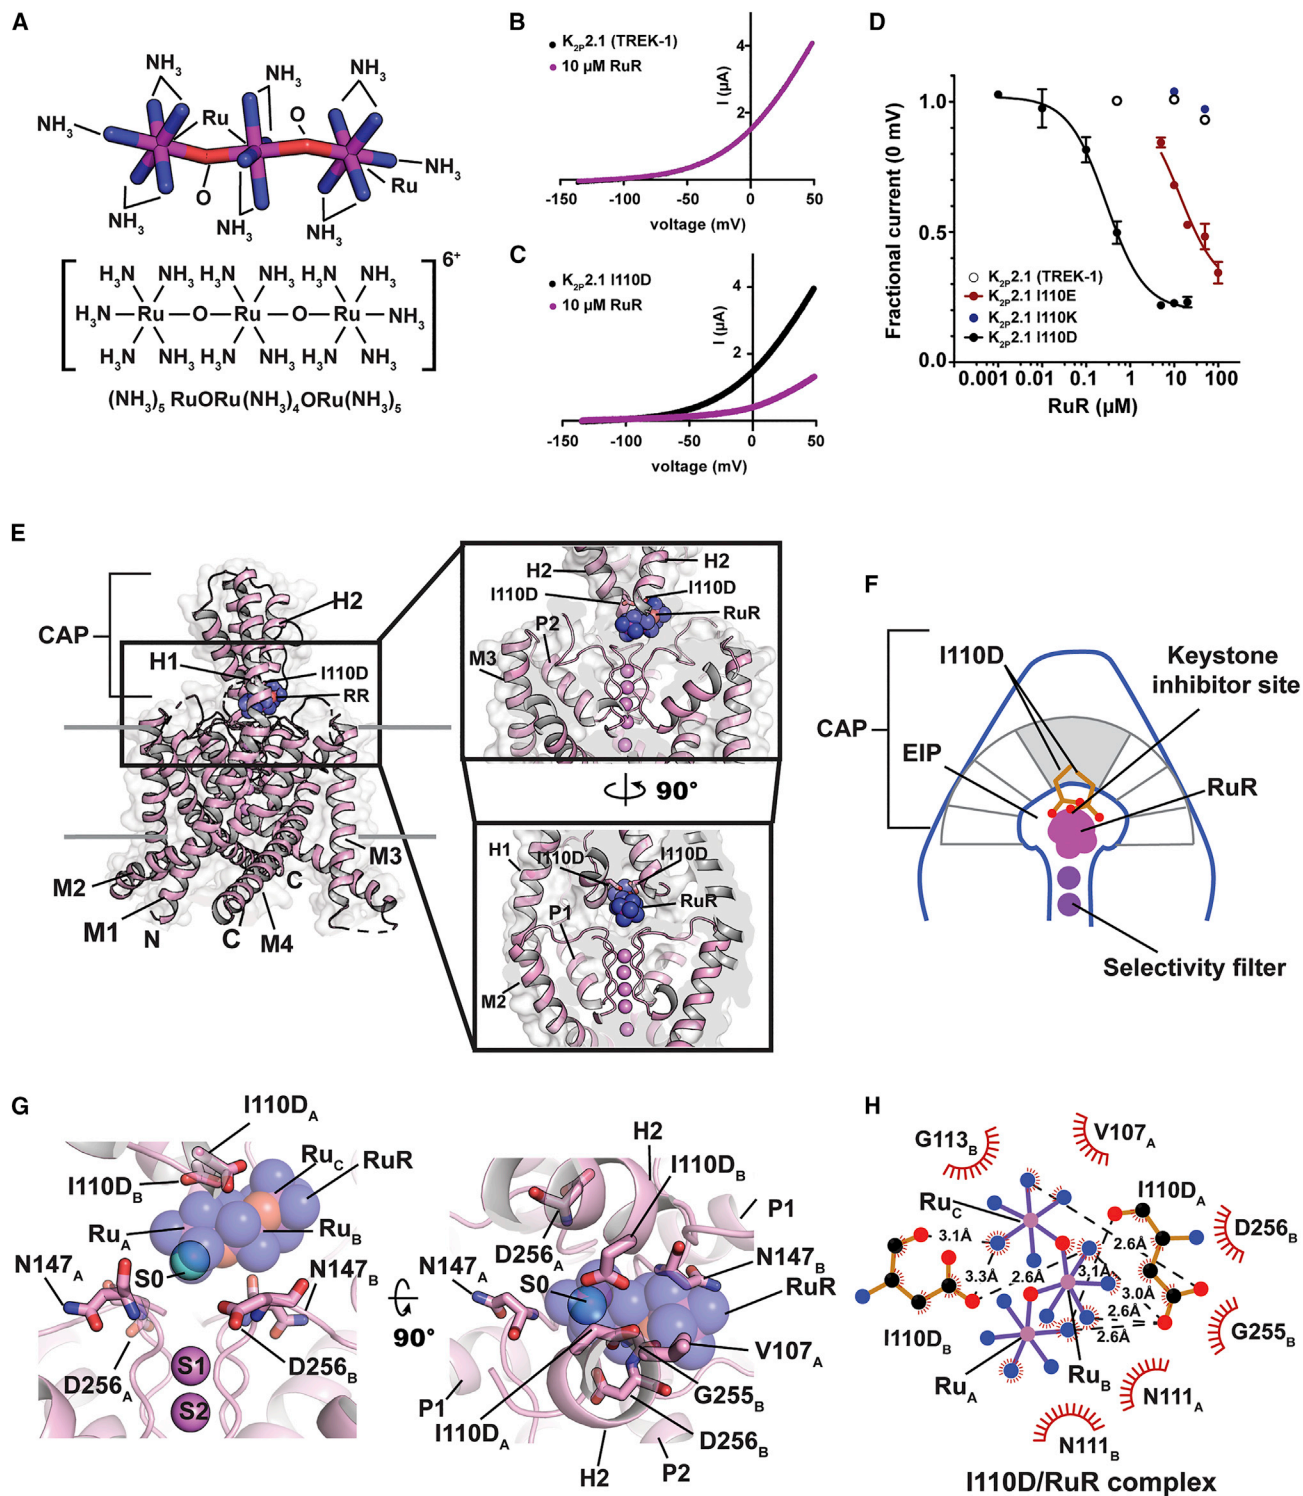 A
NH3
NH3
NH3
NH3
Ru
O
NH3
O
Ru
NH3
NH3
NH3
6+
H3N NH3 H3N NH3 H3N NH3
H3N—Ru—O—Ru—O—Ru—NH3
H3N NH3 H3N NH3 H3N NH3
(NH3)5 RuORu(NH3)4ORu(NH3)5
B
K2P2.1 (TREK-1)
10 µM RuR
I (µA)
4
2
-150 -100 -50 0 50
voltage (mV)
C
K2P2.1 I110D
10 µM RuR
I (µA)
4
2
-150 -100 -50 0 50
voltage (mV)
D
Fractional current (0 mV)
1.0
0.5
0.0
K2P2.1 (TREK-1)
K2P2.1 I110E
K2P2.1 I110K
K2P2.1 I110D
0.001 0.01 0.1 1 10 100
RuR (µM)
E
CAP
H2
H1
I110D
RR
M3
M2
M1
N
C
C
M4
H2
H2
I110D
I110D
RuR
P2
M3
90°
H1
I110D
I110D
RuR
P1
M2
F
I110D
Keystone
inhibitor site
CAP
EIP
RuR
Selectivity filter
G
I110DA
RuC
RuR
I110DB
RuA
RuB
N147A
S0
N147B
D256A
D256B
S1
S2
90°
H2
I110DB
P1
D256A
N147A
S0
N147B
RuR
V107A
G255B
P1
I110DA
D256B
H2
P2
H
G113B
V107A
I110DA
RuC
D256B
3.1Å
2.6Å
3.3Å
2.6Å
3.1Å
3.0Å
2.6Å
2.6Å
I110DB
G255B
RuA
RuB
N111A
N111B
I110D/RuR complex